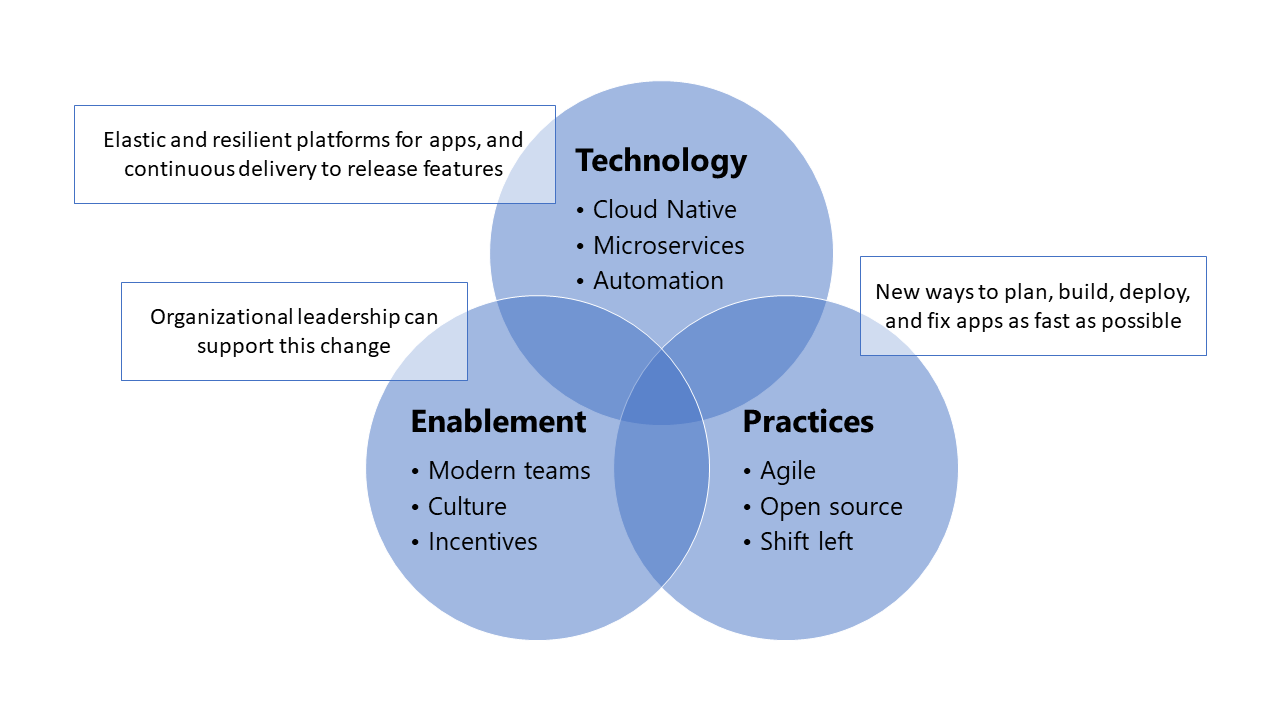 Elastic and resilient platforms for apps, and
continuous delivery to release features
Technology
• Cloud Native
• Microservices
• Automation
Organizational leadership can
support this change
New ways to plan, build, deploy,
and fix apps as fast as possible
Enablement
• Modern teams
• Culture
• Incentives
Practices
• Agile
• Open source
• Shift left